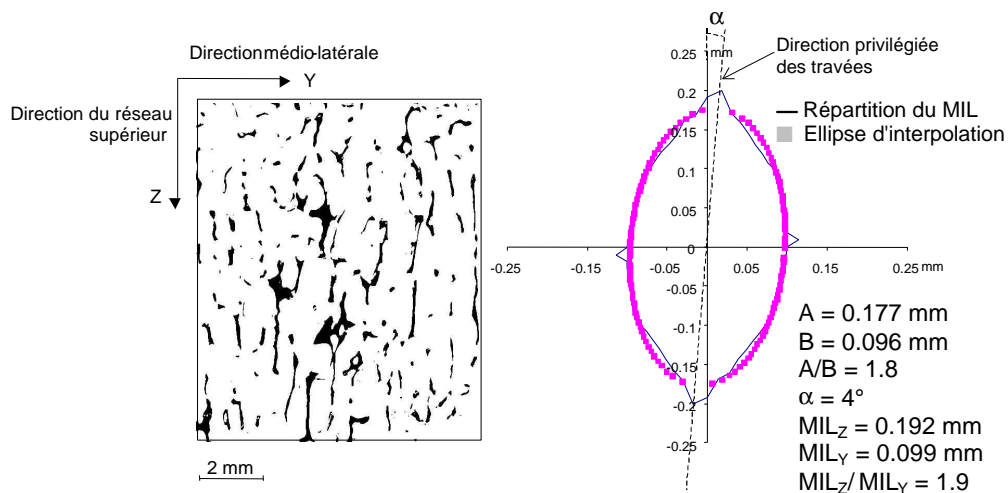 Directionmédio-latérale
Y
Direction du réseau
supérieur
Z
2 mm
α
0.25
mm
Direction privilégiée
des travées
0.2
Répartition du MIL
Ellipse d'interpolation
0.15
0.1
0.05
0
-0.25
-0.15
-0.05
0.05
0.15
0.25
mm
-0.05
-0.1
-0.15
-0.2
-0.25
A = 0.177 mm
B = 0.096 mm
A/B = 1.8
α = 4°
MILZ = 0.192 mm
MILY = 0.099 mm
MILZ/ MILY = 1.9